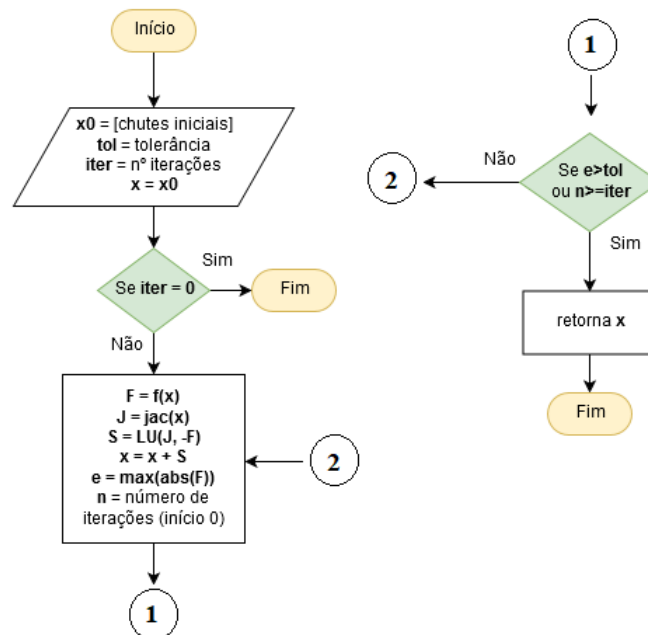 Início
x0 = [chutes iniciais]
tol = tolerância
iter = nº iterações
x = x0
Se iter = 0
Sim
Fim
Não
F = f(x)
J = jac(x)
S = LU(J, -F)
x = x + S
e = max(abs(F))
n = número de
iterações (início 0)
2
1
1
Se e>tol
ou n>=iter
Não
2
Sim
retorna x
Fim